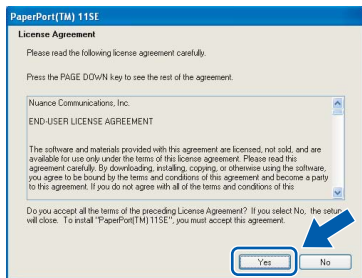 PaperPort(TM) 11SE
License Agreement
Please read the following license agreement carefully.
Press the PAGE DOWN key to see the rest of the agreement.
Nuance Communications, Inc.
END-USER LICENSE AGREEMENT
The software and materials provided with this agreement are licensed, not sold, and are
available for use only under the terms of this license agreement. Please read this
agreement carefully. By downloading, installing, copying, or otherwise using the software,
you agree to be bound by the terms and conditions of this agreement and become a party
to this agreement. If you do not agree with all of the terms and conditions of this
Do you accept all the terms of the preceding License Agreement? If you select No, the setup
will close. To install "PaperPort(TM) 11SE", you must accept this agreement.
Yes
No